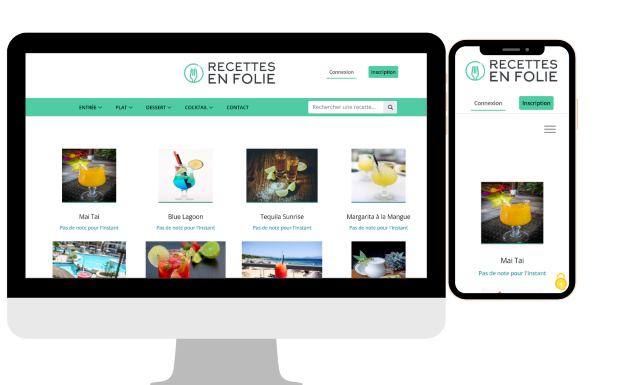 RECETTES
EN FOLIE
Connexion
Inscription
ENTRÉE
PLAT
DESSERT
COCKTAIL
CONTACT
Rechercher une recette...
Mai Tai
Pas de note pour l'instant
Blue Lagoon
Pas de note pour l'instant
Tequila Sunrise
Pas de note pour l'instant
Margarita à la Mangue
Pas de note pour l'instant
RECETTES
EN FOLIE
Connexion
Inscription
Mai Tai
Pas de note pour l'instant